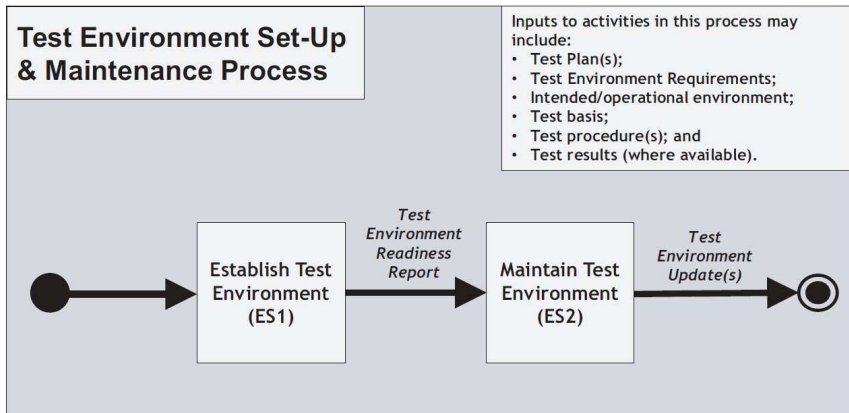 Test Environment Set-Up
& Maintenance Process
Inputs to activities in this process may
include:
• Test Plan(s);
• Test Environment Requirements;
• Intended/operational environment;
• Test basis;
• Test procedure(s); and
• Test results (where available).
Establish Test
Environment
(ES1)
Test
Environment
Readiness
Report
Maintain Test
Environment
(ES2)
Test
Environment
Update(s)